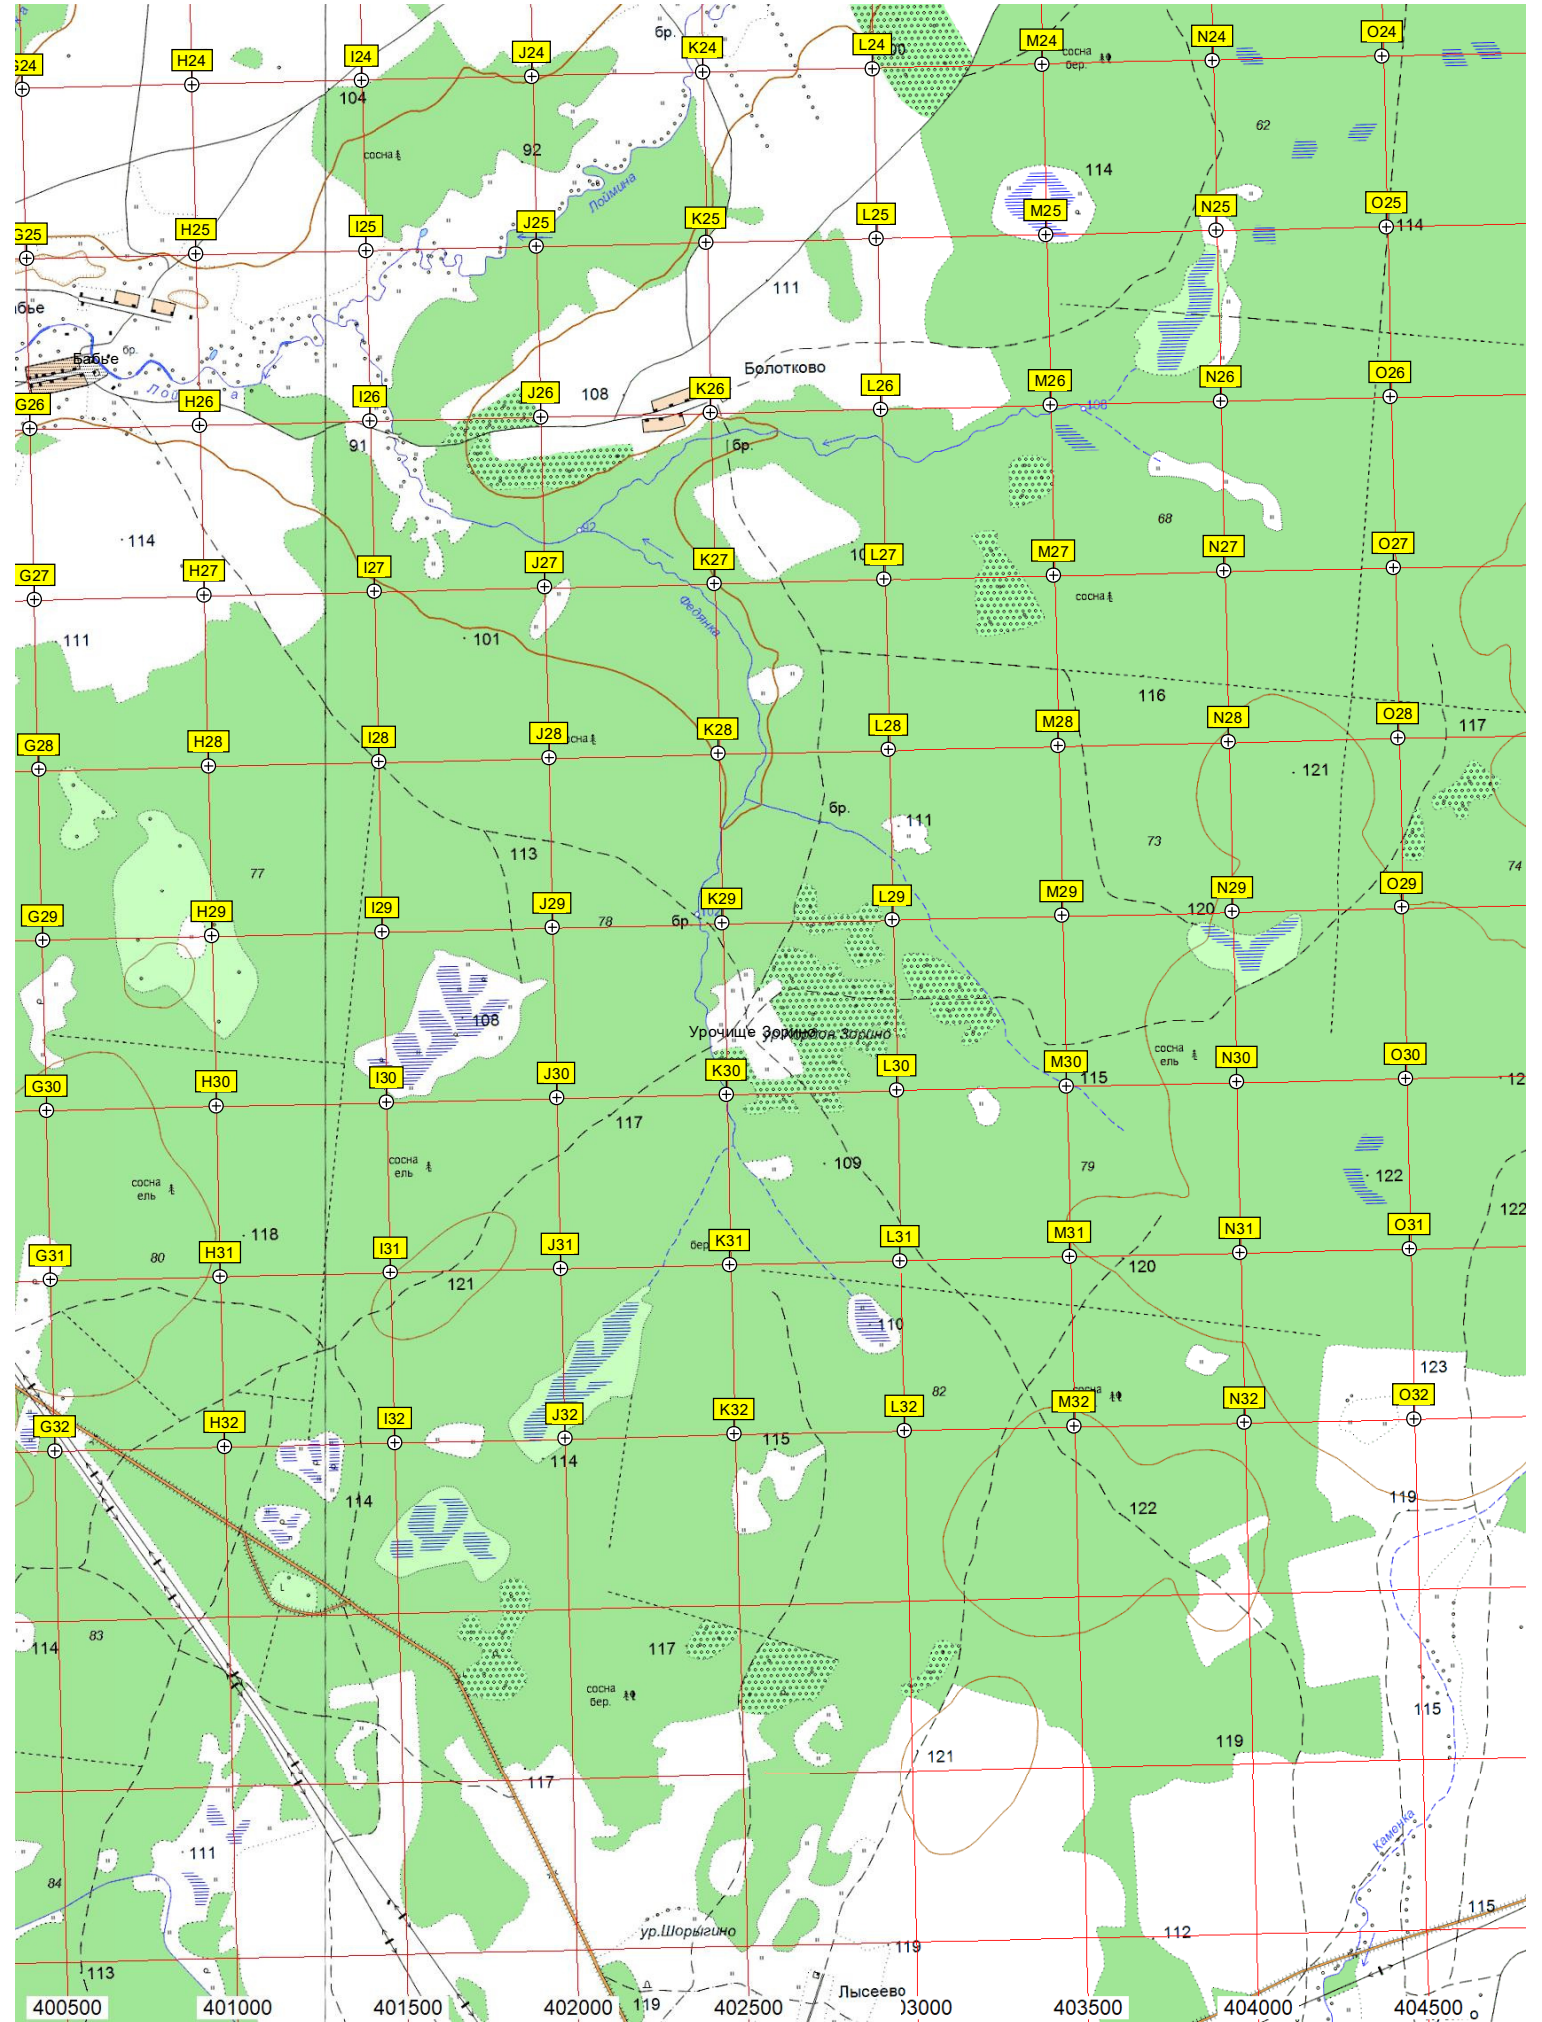 бр.
G24 H24 I24 J24 K24 L24 M24 N24 O24
сосна
бер.
104
62
92
сосна
114
Лоймина
G25 H25 I25 J25 K25 L25 M25 N25 O25
114
111
Бабье
бр.
Болотково
108
G26 H26 I26 J26 K26 L26 M26 N26 O26
108
91
бр.
92
68
114
G27 H27 I27 J27 K27 L27 M27 N27 O27
сосна
Федянка
111
101
116
117
G28 H28 I28 J28 K28 L28 M28 N28 O28
121
бр.
111
113
73
74
77
G29 H29 I29 J29 K29 L29 M29 N29 O29
78
бр.
120
108
Урочище Зорино
сосна
ель
G30 H30 I30 J30 K30 L30 M30 N30 O30
115
117
109
79
122
сосна
ель
сосна
ель
118
122
80
бер.
G31 H31 I31 J31 K31 L31 M31 N31 O31
121
120
110
123
82
G32 H32 I32 J32 K32 L32 M32 N32 O32
114
115
114
122
119
114
83
117
сосна
бер.
115
121
119
117
Каменка
111
84
115
ур.Шорыгино
112
119
113
119
Лысеево
400500 401000 401500 402000 402500 403500 404000 404500